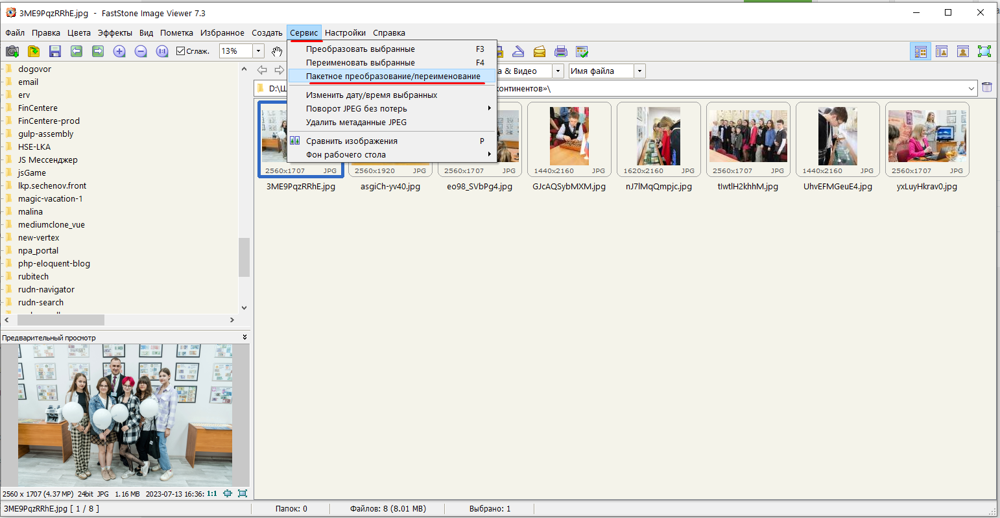 3ME9PqzRRhE.jpg - FastStone Image Viewer 7.3
Файл Правка Цвета Эффекты Вид Пометка Избранное Создать Сервис Настройки Справка
1:1 Сглаж. 13%
Преобразовать выбранные F3
Переименовать выбранные F4
Пакетное преобразование/переименование
Изменить дату/время выбранных
Поворот JPEG без потерь
Удалить метаданные JPEG
Сравнить изображения P
Фон рабочего стола
а & Видео Имя файла
D:\Ш
континентов»\
dogovor
email
erv
FinCentere
FinCentere-prod
gulp-assembly
HSE-LKA
JS Мессенджер
jsGame
lkp.sechenov.front
magic-vacation-1
malina
mediumclone_vue
new-vertex
npa_portal
php-eloquent-blog
rubitech
rudn-navigator
rudn-search
2560x1707 JPG 2560x1920 JPG 2560x1707 JPG 1440x2160 JPG 1620x2160 JPG 2560x1707 JPG 1440x2160 JPG 2560x1707 JPG
3ME9PqzRRhE.jpg asgiCh-yv40.jpg eo98_SVbPg4.jpg GJcAQSybMXM.jpg nJ7lMqQmpjc.jpg tIwtlH2khhM.jpg UhvEFMGeuE4.jpg yxLuyHkrav0.jpg
Предварительный просмотр
2560 x 1707 (4.37 MP) 24bit JPG 1.16 MB 2023-07-13 16:36: 1:1
3ME9PqzRRhE.jpg [ 1 / 8 ] Папок: 0 Файлов: 8 (8.01 MB) Выбрано: 1